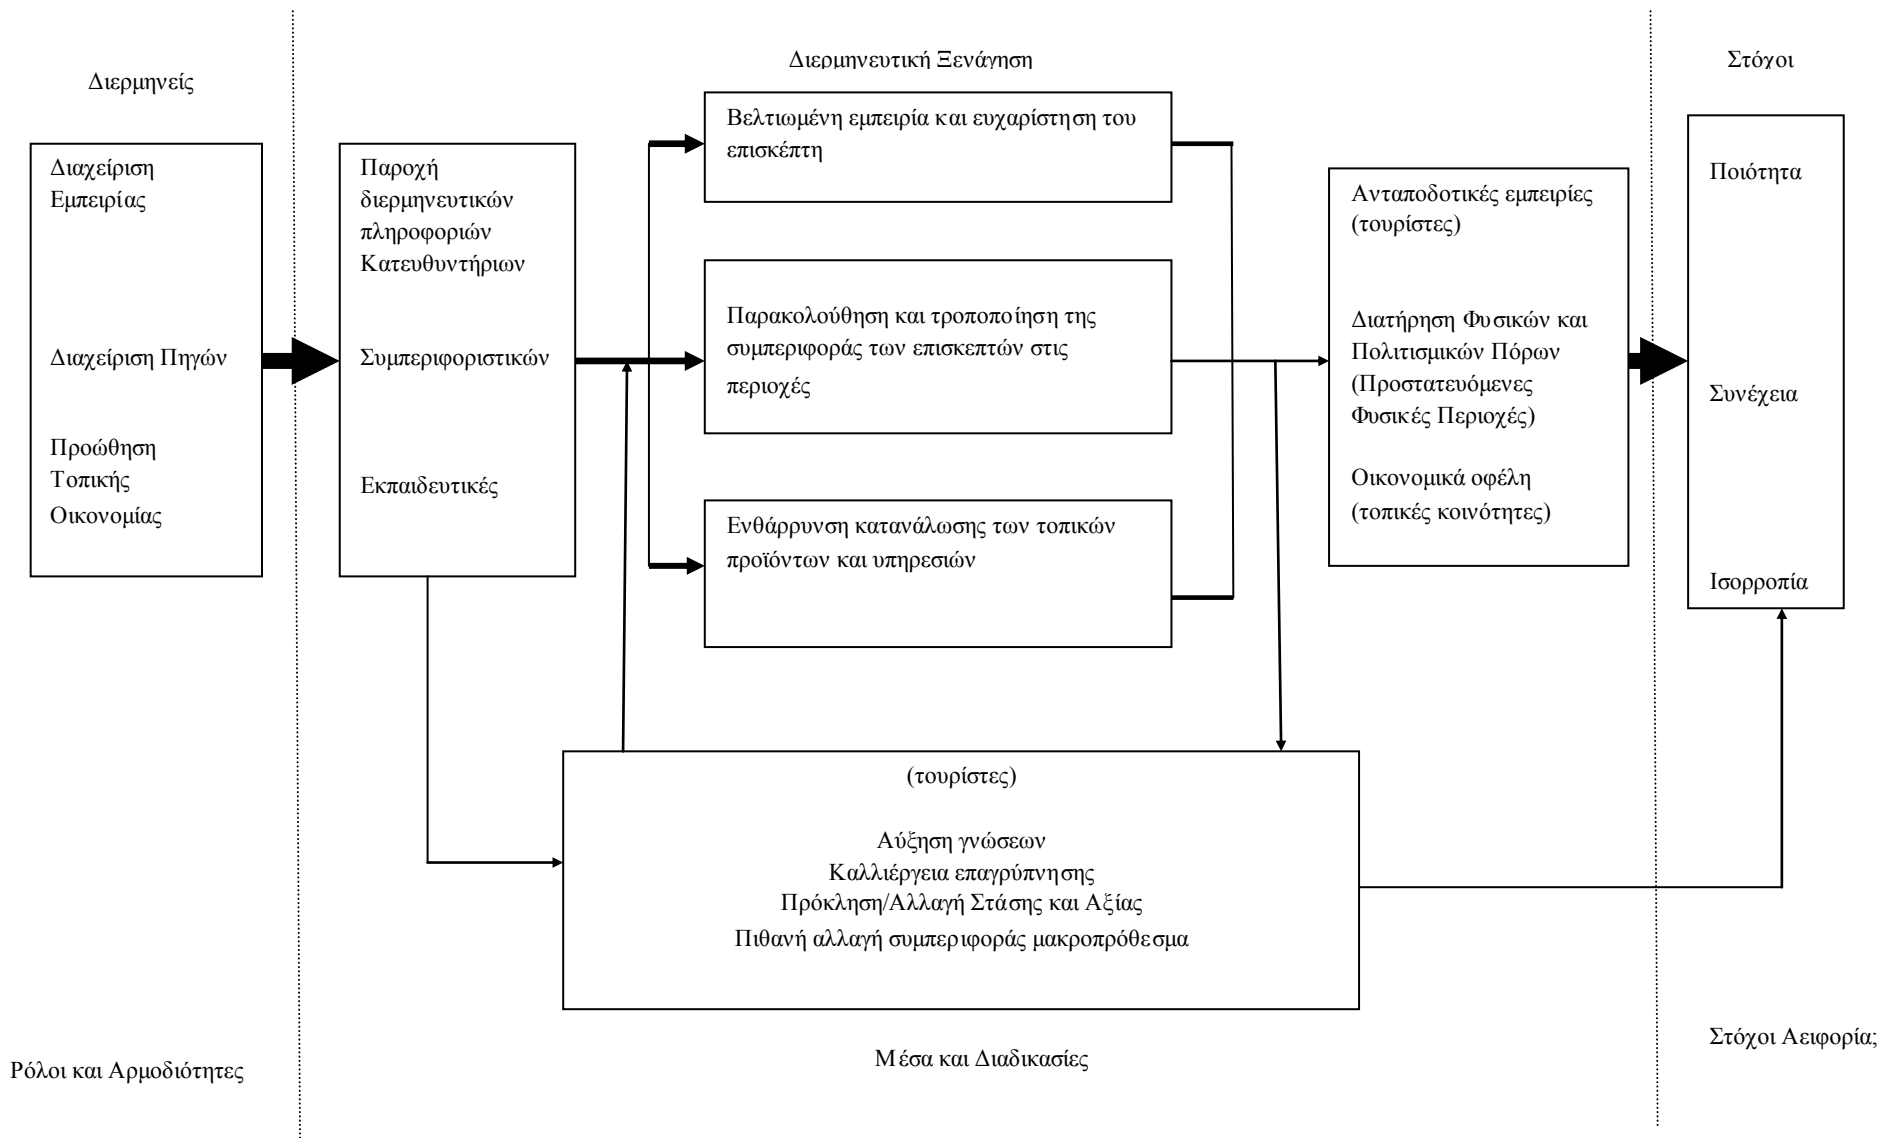 Διερμηνείς
Διερμηνευτική Ξενάγηση
Στόχοι
Διαχείριση
Εμπειρίας
Διαχείριση Πηγών
Προώθηση
Τοπικής
Οικονομίας
Παροχή
διερμηνευτικών
πληροφοριών
Κατευθυντήριων
Συμπεριφοριστικών
Εκπαιδευτικές
Βελτιωμένη εμπειρία και ευχαρίστηση του
επισκέπτη
Παρακολούθηση και τροποποίηση της
συμπεριφοράς των επισκεπτών στις
περιοχές
Ενθάρρυνση κατανάλωσης των τοπικών
προϊόντων και υπηρεσιών
Ανταποδοτικές εμπειρίες
(τουρίστες)
Διατήρηση Φυσικών και
Πολιτισμικών Πόρων
(Προστατευόμενες
Φυσικές Περιοχές)
Οικονομικά οφέλη
(τοπικές κοινότητες)
Ποιότητα
Συνέχεια
Ισορροπία
(τουρίστες)
Αύξηση γνώσεων
Καλλιέργεια επαγρύπνησης
Πρόκληση/Αλλαγή Στάσης και Αξίας
Πιθανή αλλαγή συμπεριφοράς μακροπρόθεσμα
Ρόλοι και Αρμοδιότητες
Μέσα και Διαδικασίες
Στόχοι Αειφορία;